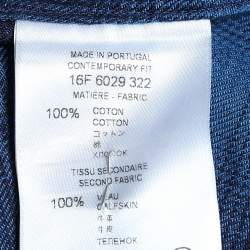 MADE IN PORTUGAL
CONTEMPORARY FIT
16F 6029 322
MATIÈRE - FABRIC
100% COTON
COTTON
コットン
棉
ХЛОПОК
TISSU SECONDAIRE
SECOND FABRIC
100% VEAU
CALFSKIN
牛革
牛皮
ТЕЛЕНОК